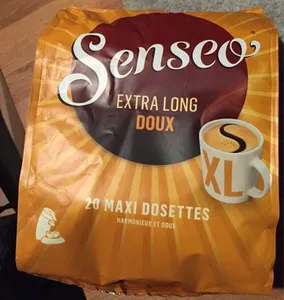 Senseo
EXTRA LONG
DOUX
XL
20 MAXI DOSETTES
HARMONIEUX ET DOUX